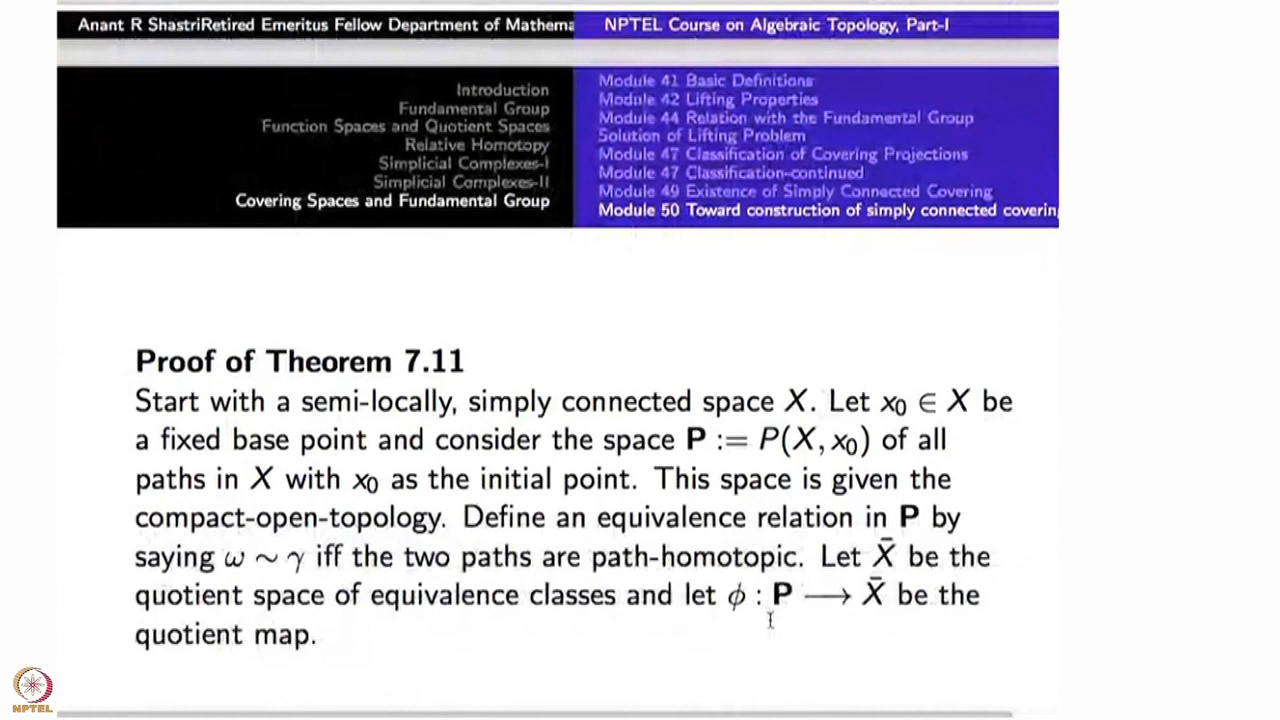 Anant R ShastriRetired Emeritus Fellow Department of Mathema
NPTEL Course on Algebraic Topology, Part-I
Introduction
Fundamental Group
Function Spaces and Quotient Spaces
Relative Homotopy
Simplicial Complexes-I
Simplicial Complexes-II
Covering Spaces and Fundamental Group
Module 41 Basic Definitions
Module 42 Lifting Properties
Module 44 Relation with the Fundamental Group
Solution of Lifting Problem
Module 47 Classification of Covering Projections
Module 47 Classification-continued
Module 49 Existence of Simply Connected Covering
Module 50 Toward construction of simply connected covering
Proof of Theorem 7.11
Start with a semi-locally, simply connected space X. Let x₀ ∈ X be
a fixed base point and consider the space P := P(X, x₀) of all
paths in X with x₀ as the initial point. This space is given the
compact-open-topology. Define an equivalence relation in P by
saying ω ∼ γ iff the two paths are path-homotopic. Let X̄ be the
quotient space of equivalence classes and let ϕ : P ⟶ X̄ be the
quotient map.
NPTEL